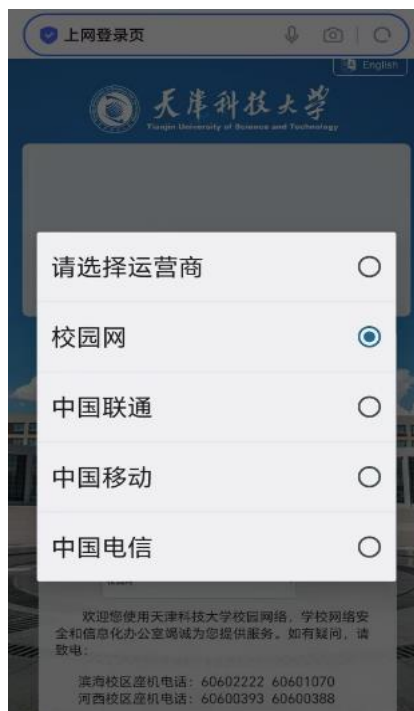 上网登录页
English
天津科技大学
Tianjin University of Science and Technology
请选择运营商
校园网
中国联通
中国移动
中国电信
欢迎您使用天津科技大学校园网络，学校网络安
全和信息化办公室竭诚为您提供服务。如有疑问，请
致电：
滨海校区座机电话：60602222 60601070
河西校区座机电话：60600393 60600388